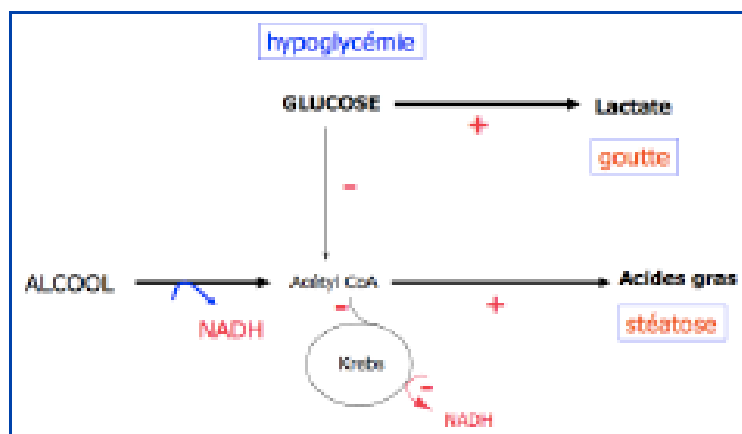 hypoglycémie
GLUCOSE
Lactate
+
goutte
-
ALCOOL
Acétyl CoA
Acides gras
NADH
-
+
stéatose
Krebs
-
NADH